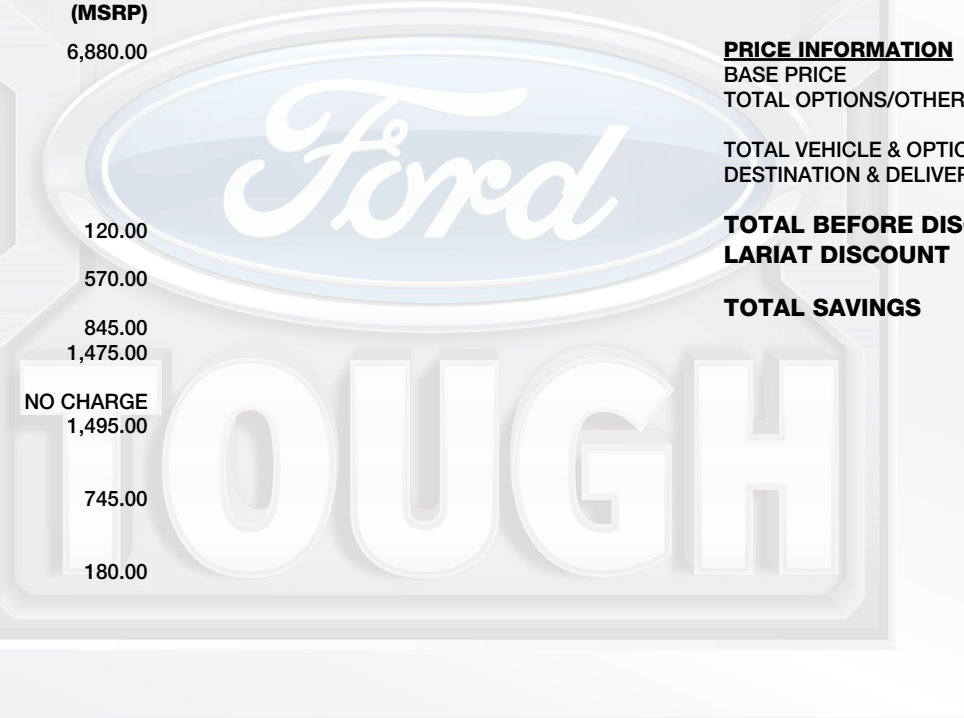 (MSRP)
6,880.00
120.00
570.00
845.00
1,475.00
NO CHARGE
1,495.00
745.00
180.00
PRICE INFORMATION
BASE PRICE
TOTAL OPTIONS/OTHER
TOTAL VEHICLE & OPTIO
DESTINATION & DELIVER
TOTAL BEFORE DISC
LARIAT DISCOUNT
TOTAL SAVINGS
Ford
TOUGH